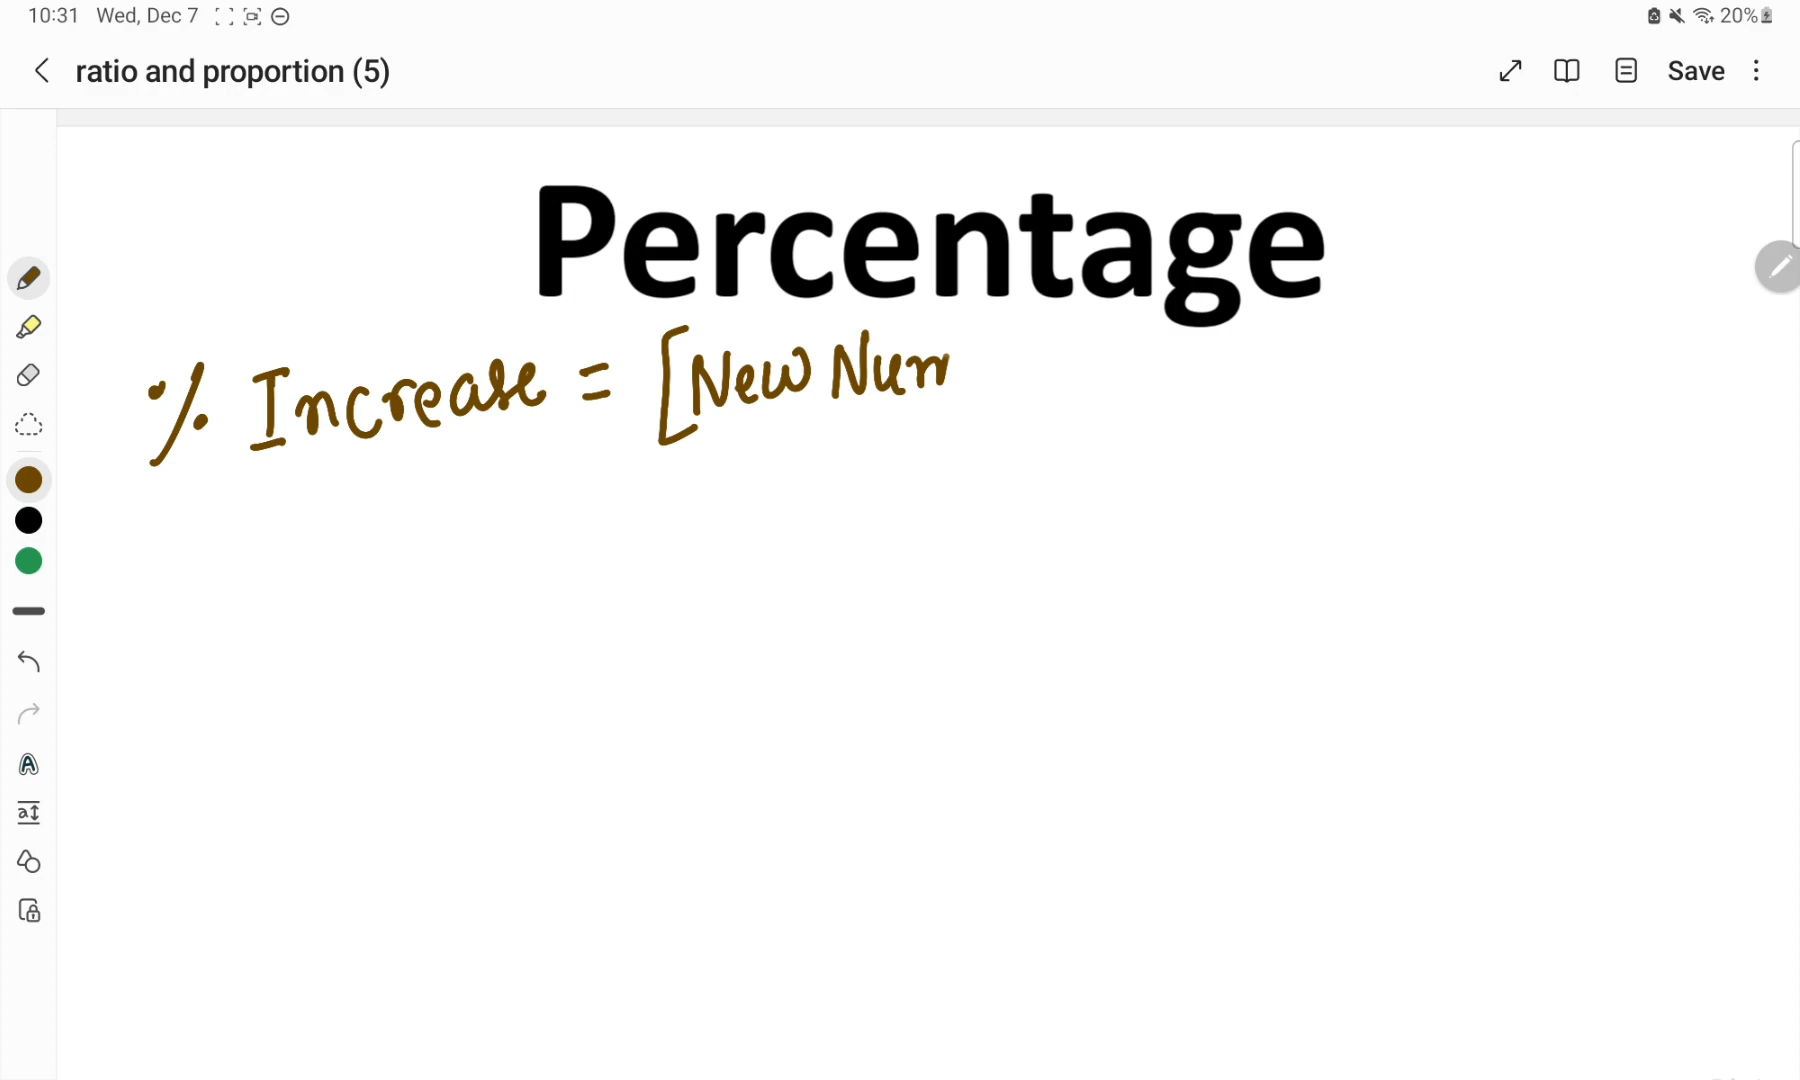 10:31 Wed, Dec 7 20%
ratio and proportion (5) Save
Percentage
% Increase = [New Num
A
a